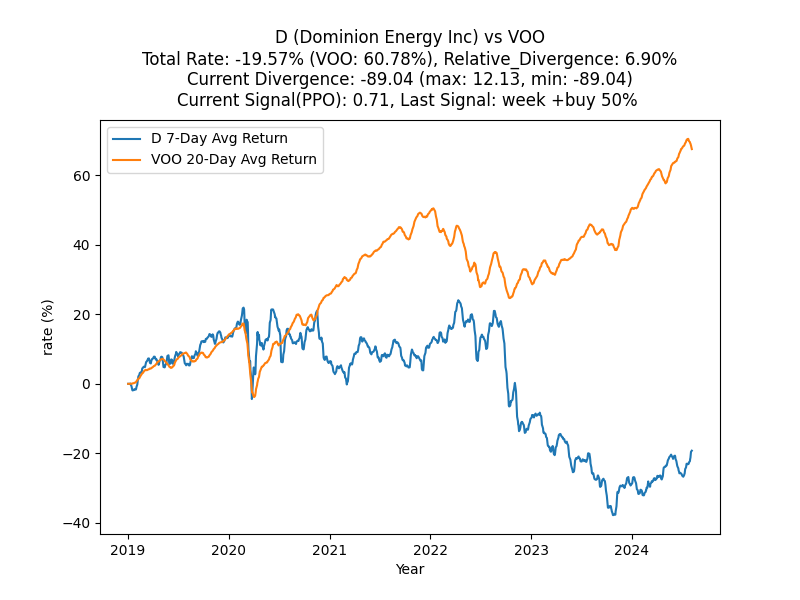 D (Dominion Energy Inc) vs VOO
Total Rate: -19.57% (VOO: 60.78%), Relative_Divergence: 6.90%
Current Divergence: -89.04 (max: 12.13, min: -89.04)
Current Signal(PPO): 0.71, Last Signal: week +buy 50%
D 7-Day Avg Return
VOO 20-Day Avg Return
rate (%)
60
40
20
0
−20
−40
2019
2020
2021
2022
2023
2024
Year